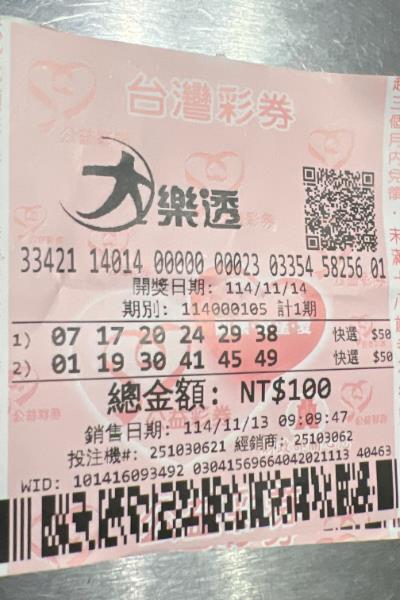 台灣彩券
大樂透
33421 14014 00000 00023 03354 58256 01
開獎日期: 114/11/14
期別: 114000105 計1期
1) 07 17 20 24 29 38 快選 $50
2) 01 19 30 41 45 49 快選 $50
總金額: NT$100
銷售日期: 114/11/13 09:09:47
投注機#: 251030621 經銷商: 25103062
WID: 101416093492 03041569664042021113 40463